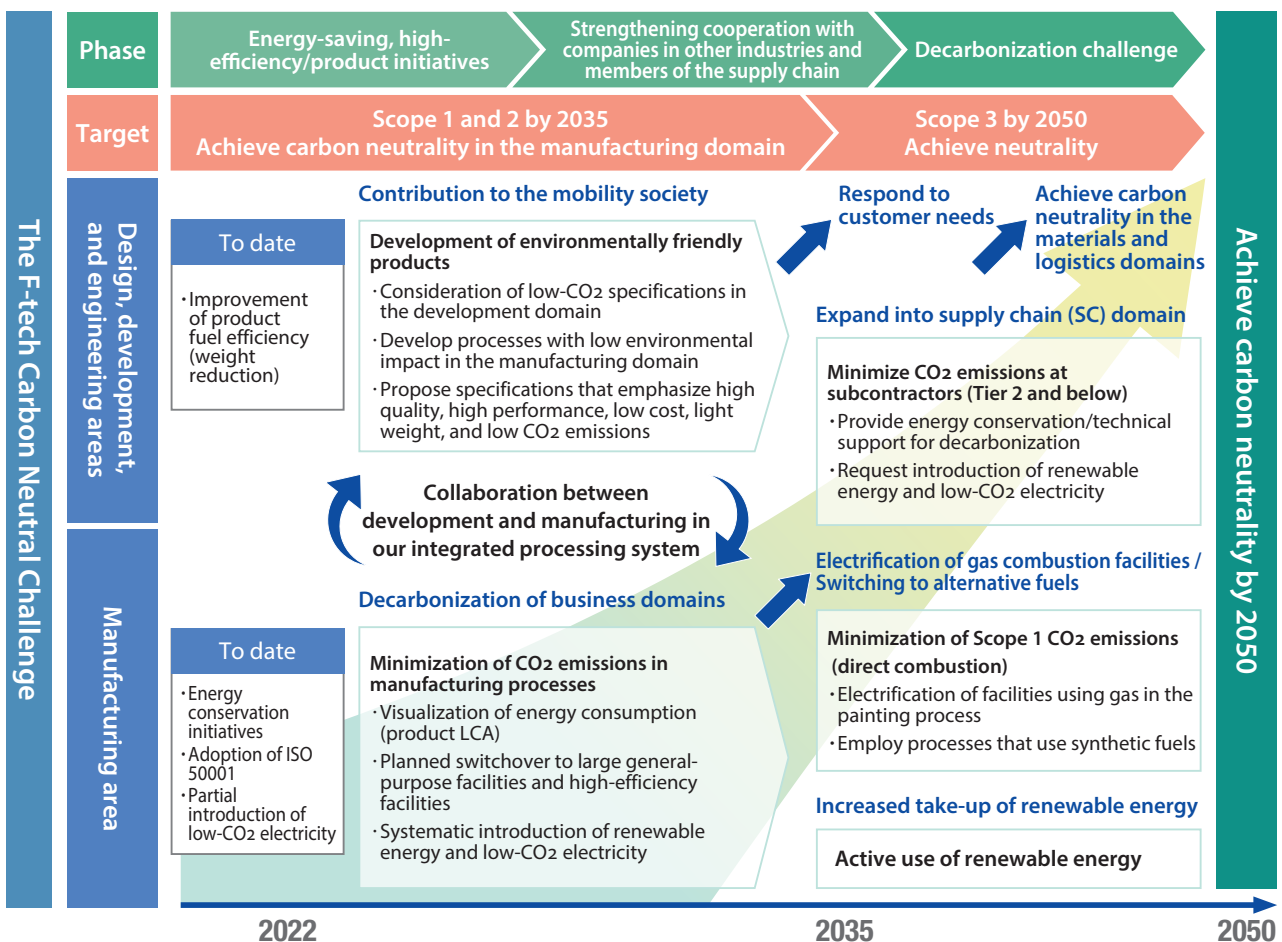 The F-tech Carbon Neutral Challenge
Phase
Energy-saving, high-
efficiency/product initiatives
Strengthening cooperation with
companies in other industries and
members of the supply chain
Decarbonization challenge
Target
Scope 1 and 2 by 2035
Achieve carbon neutrality in the manufacturing domain
Scope 3 by 2050
Achieve neutrality
Design, development,
and engineering areas
To date
・Improvement
of product
fuel efficiency
(weight
reduction)
Contribution to the mobility society
Development of environmentally friendly
products
・Consideration of low-CO2 specifications in
the development domain
・Develop processes with low environmental
impact in the manufacturing domain
・Propose specifications that emphasize high
quality, high performance, low cost, light
weight, and low CO2 emissions
Respond to
customer needs
Achieve carbon
neutrality in the
materials and
logistics domains
Expand into supply chain (SC) domain
Minimize CO2 emissions at
subcontractors (Tier 2 and below)
・Provide energy conservation/technical
support for decarbonization
・Request introduction of renewable
energy and low-CO2 electricity
Collaboration between
development and manufacturing in
our integrated processing system
Manufacturing area
To date
・Energy
conservation
initiatives
・Adoption of ISO
50001
・Partial
introduction of
low-CO2 electricity
Decarbonization of business domains
Minimization of CO2 emissions in
manufacturing processes
・Visualization of energy consumption
(product LCA)
・Planned switchover to large general-
purpose facilities and high-efficiency
facilities
・Systematic introduction of renewable
energy and low-CO2 electricity
Electrification of gas combustion facilities /
Switching to alternative fuels
Minimization of Scope 1 CO2 emissions
(direct combustion)
・Electrification of facilities using gas in the
painting process
・Employ processes that use synthetic fuels
Increased take-up of renewable energy
Active use of renewable energy
Achieve carbon neutrality by 2050
2022
2035
2050